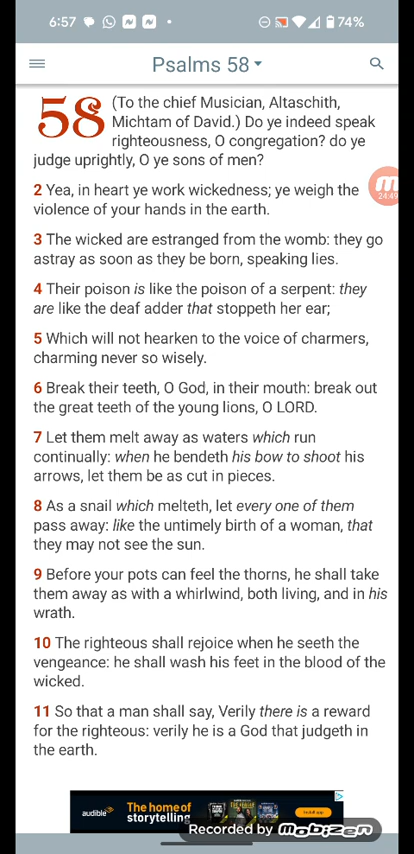 6:57
74%
Psalms 58
58 (To the chief Musician, Altaschith,
Michtam of David.) Do ye indeed speak
righteousness, O congregation? do ye
judge uprightly, O ye sons of men?
2 Yea, in heart ye work wickedness; ye weigh the
violence of your hands in the earth.
24:49
3 The wicked are estranged from the womb: they go
astray as soon as they be born, speaking lies.
4 Their poison is like the poison of a serpent: they
are like the deaf adder that stoppeth her ear;
5 Which will not hearken to the voice of charmers,
charming never so wisely.
6 Break their teeth, O God, in their mouth: break out
the great teeth of the young lions, O LORD.
7 Let them melt away as waters which run
continually: when he bendeth his bow to shoot his
arrows, let them be as cut in pieces.
8 As a snail which melteth, let every one of them
pass away: like the untimely birth of a woman, that
they may not see the sun.
9 Before your pots can feel the thorns, he shall take
them away as with a whirlwind, both living, and in his
wrath.
10 The righteous shall rejoice when he seeth the
vengeance: he shall wash his feet in the blood of the
wicked.
11 So that a man shall say, Verily there is a reward
for the righteous: verily he is a God that judgeth in
the earth.
audible
The home of
storytelling
Recorded by mobizen